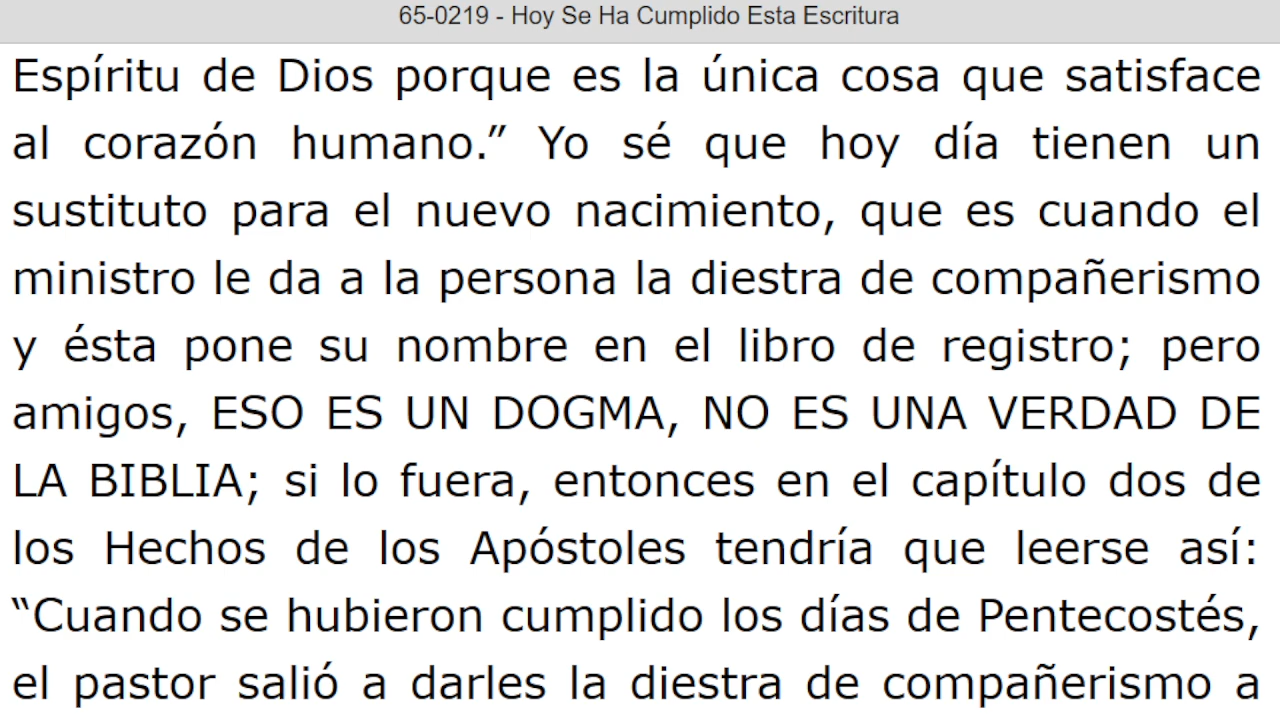 65-0219 - Hoy Se Ha Cumplido Esta Escritura
Espíritu de Dios porque es la única cosa que satisface
al corazón humano.” Yo sé que hoy día tienen un
sustituto para el nuevo nacimiento, que es cuando el
ministro le da a la persona la diestra de compañerismo
y ésta pone su nombre en el libro de registro; pero
amigos, ESO ES UN DOGMA, NO ES UNA VERDAD DE
LA BIBLIA; si lo fuera, entonces en el capítulo dos de
los Hechos de los Apóstoles tendría que leerse así:
“Cuando se hubieron cumplido los días de Pentecostés,
el pastor salió a darles la diestra de compañerismo a